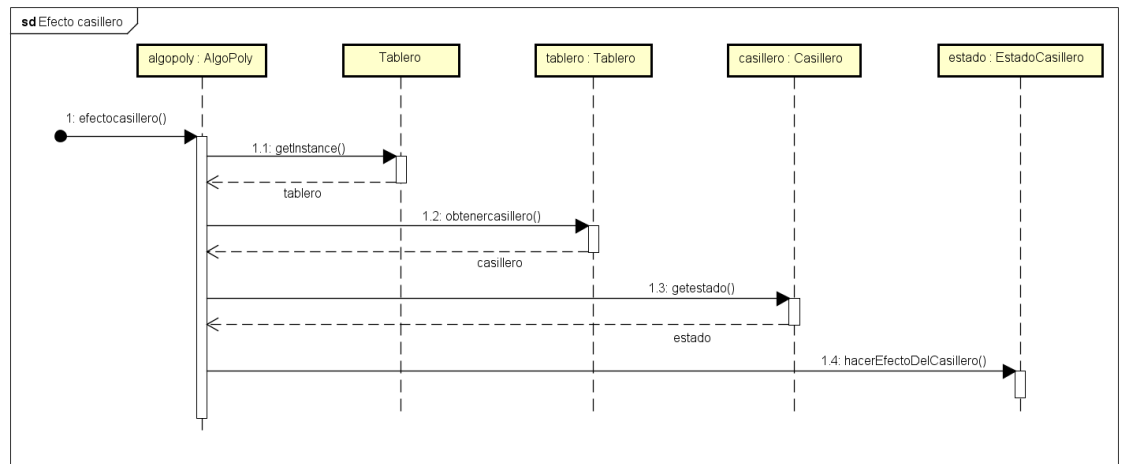 sd Efecto casillero
algopoly : AlgoPoly
Tablero
tablero : Tablero
casillero : Casillero
estado : EstadoCasillero
1: efectocasillero()
1.1: getInstance()
tablero
1.2: obtenercasillero()
casillero
1.3: getestado()
estado
1.4: hacerEfectoDelCasillero()